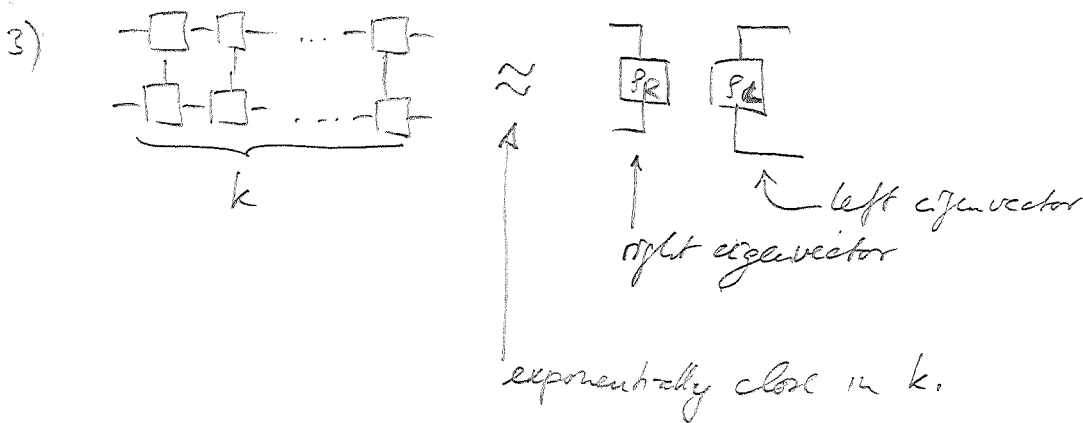 3)
...
≈
ρR ρL
....
k
left eigenvector
right eigenvector
exponentially close in k.